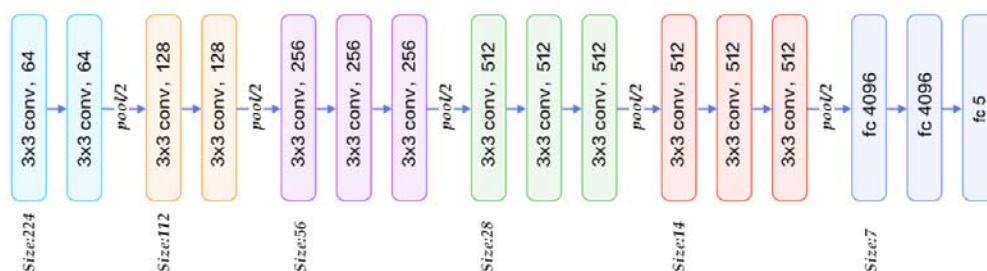 3x3 conv, 64
3x3 conv, 64
pool/2
3x3 conv, 128
3x3 conv, 128
pool/2
3x3 conv, 256
3x3 conv, 256
3x3 conv, 256
pool/2
3x3 conv, 512
3x3 conv, 512
3x3 conv, 512
pool/2
3x3 conv, 512
3x3 conv, 512
3x3 conv, 512
pool/2
fc 4096
fc 4096
fc 5
Size:224
Size:112
Size:56
Size:28
Size:14
Size:7